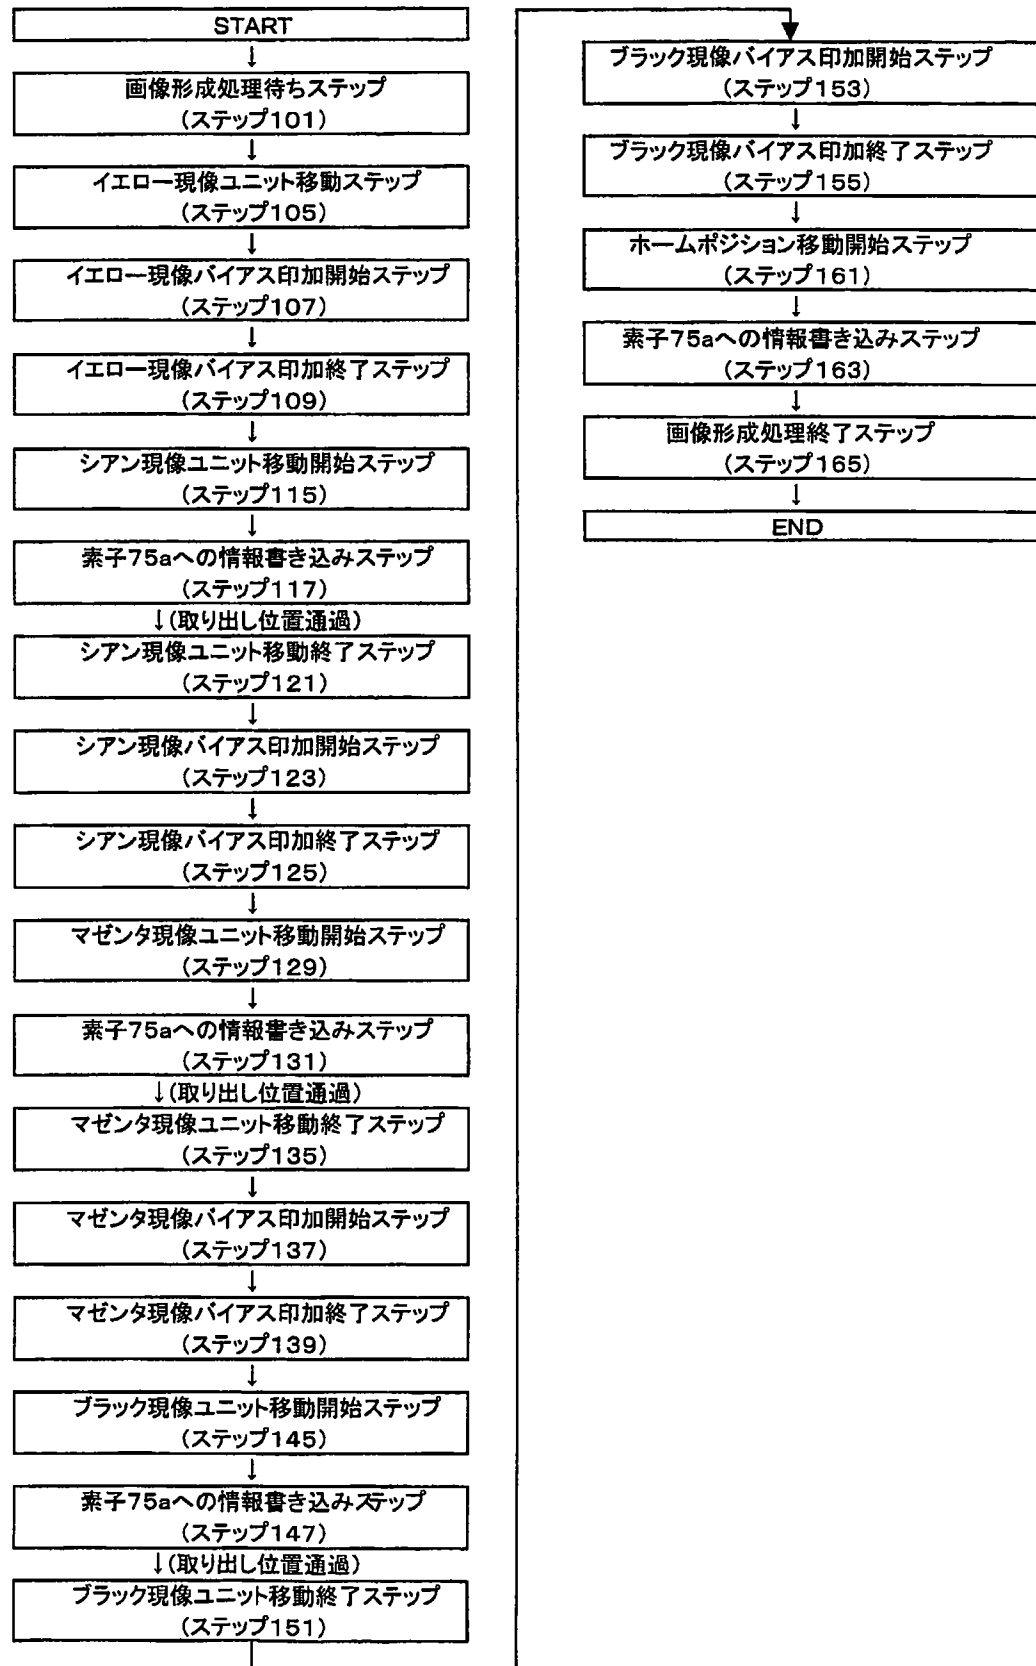 START
↓
画像形成処理待ちステップ
(ステップ101)
↓
イエロー現像ユニット移動ステップ
(ステップ105)
↓
イエロー現像バイアス印加開始ステップ
(ステップ107)
↓
イエロー現像バイアス印加終了ステップ
(ステップ109)
↓
シアン現像ユニット移動開始ステップ
(ステップ115)
↓
素子75aへの情報書き込みステップ
(ステップ117)
↓(取り出し位置通過)
シアン現像ユニット移動終了ステップ
(ステップ121)
↓
シアン現像バイアス印加開始ステップ
(ステップ123)
↓
シアン現像バイアス印加終了ステップ
(ステップ125)
↓
マゼンタ現像ユニット移動開始ステップ
(ステップ129)
↓
素子75aへの情報書き込みステップ
(ステップ131)
↓(取り出し位置通過)
マゼンタ現像ユニット移動終了ステップ
(ステップ135)
↓
マゼンタ現像バイアス印加開始ステップ
(ステップ137)
↓
マゼンタ現像バイアス印加終了ステップ
(ステップ139)
↓
ブラック現像ユニット移動開始ステップ
(ステップ145)
↓
素子75aへの情報書き込みステップ
(ステップ147)
↓(取り出し位置通過)
ブラック現像ユニット移動終了ステップ
(ステップ151)
ブラック現像バイアス印加開始ステップ
(ステップ153)
↓
ブラック現像バイアス印加終了ステップ
(ステップ155)
↓
ホームポジション移動開始ステップ
(ステップ161)
↓
素子75aへの情報書き込みステップ
(ステップ163)
↓
画像形成処理終了ステップ
(ステップ165)
↓
END